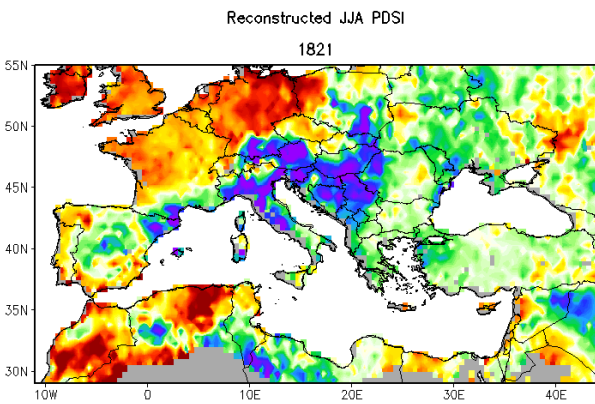 Reconstructed JJA PDSI
1821
55N
50N
45N
40N
35N
30N
10W 0 10E 20E 30E 40E